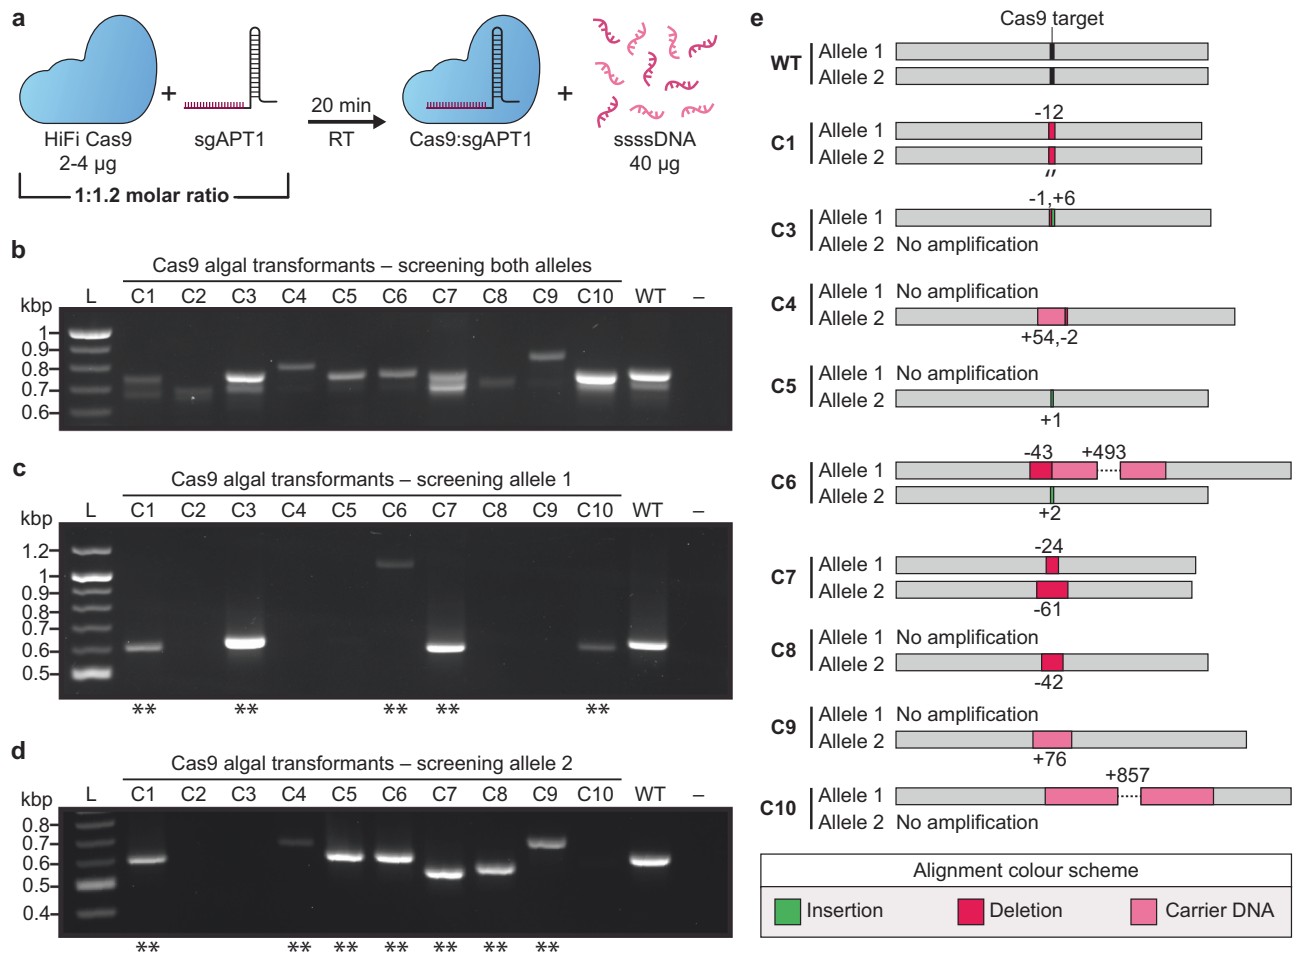 a
HiFi Cas9
2-4 µg
+
sgAPT1
1:1.2 molar ratio
20 min
RT
Cas9:sgAPT1
+
ssssDNA
40 µg
b
Cas9 algal transformants – screening both alleles
kbp
L C1 C2 C3 C4 C5 C6 C7 C8 C9 C10 WT –
1
0.9
0.8
0.7
0.6
c
Cas9 algal transformants – screening allele 1
kbp
L C1 C2 C3 C4 C5 C6 C7 C8 C9 C10 WT –
1.2
1
0.9
0.8
0.7
0.6
0.5
** ** ** ** **
d
Cas9 algal transformants – screening allele 2
kbp
L C1 C2 C3 C4 C5 C6 C7 C8 C9 C10 WT –
0.8
0.7
0.6
0.5
0.4
** ** ** ** ** ** **
e
Cas9 target
WT
Allele 1
Allele 2
-12
C1
Allele 1
Allele 2
〃
-1,+6
C3
Allele 1
Allele 2 No amplification
C4
Allele 1 No amplification
Allele 2
+54,-2
C5
Allele 1 No amplification
Allele 2
+1
-43 +493
C6
Allele 1
Allele 2
+2
-24
C7
Allele 1
Allele 2
-61
C8
Allele 1 No amplification
Allele 2
-42
C9
Allele 1 No amplification
Allele 2
+76
+857
C10
Allele 1
Allele 2 No amplification
Alignment colour scheme
Insertion
Deletion
Carrier DNA